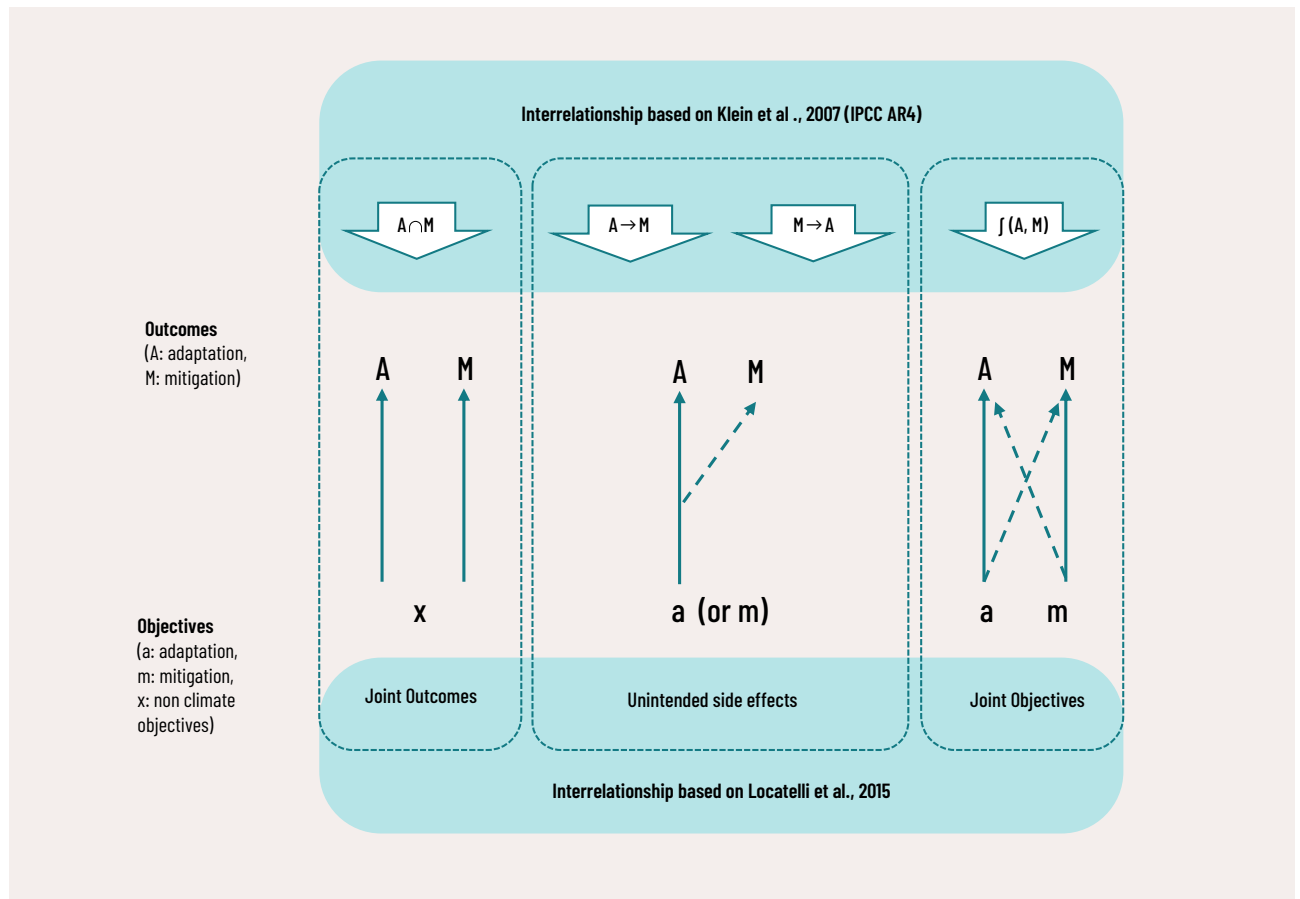 Interrelationship based on Klein et al ., 2007 (IPCC AR4)
A∩M
A→M
M→A
∫ (A, M)
Outcomes
(A: adaptation,
M: mitigation)
A M
A M
A M
x
a (or m)
a m
Objectives
(a: adaptation,
m: mitigation,
x: non climate
objectives)
Joint Outcomes
Unintended side effects
Joint Objectives
Interrelationship based on Locatelli et al., 2015